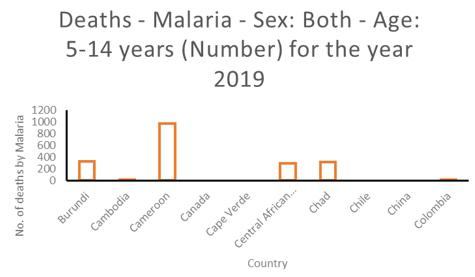 Deaths - Malaria - Sex: Both - Age:
5-14 years (Number) for the year
2019
No. of deaths by Malaria
1200
1000
800
600
400
200
0
Burundi
Cambodia
Cameroon
Canada
Cape Verde
Central African...
Chad
Chile
China
Colombia
Country